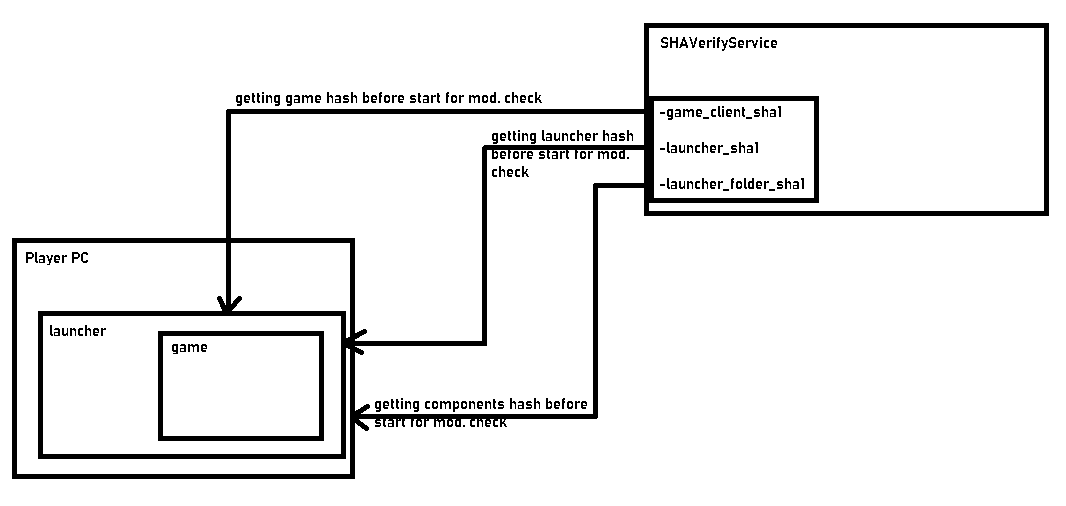 SHAVerifyService
getting game hash before start for mod. check
-game_client_sha1
getting launcher hash
before start for mod.
check
-launcher_sha1
-launcher_folder_sha1
Player PC
launcher
game
getting components hash before
start for mod. check